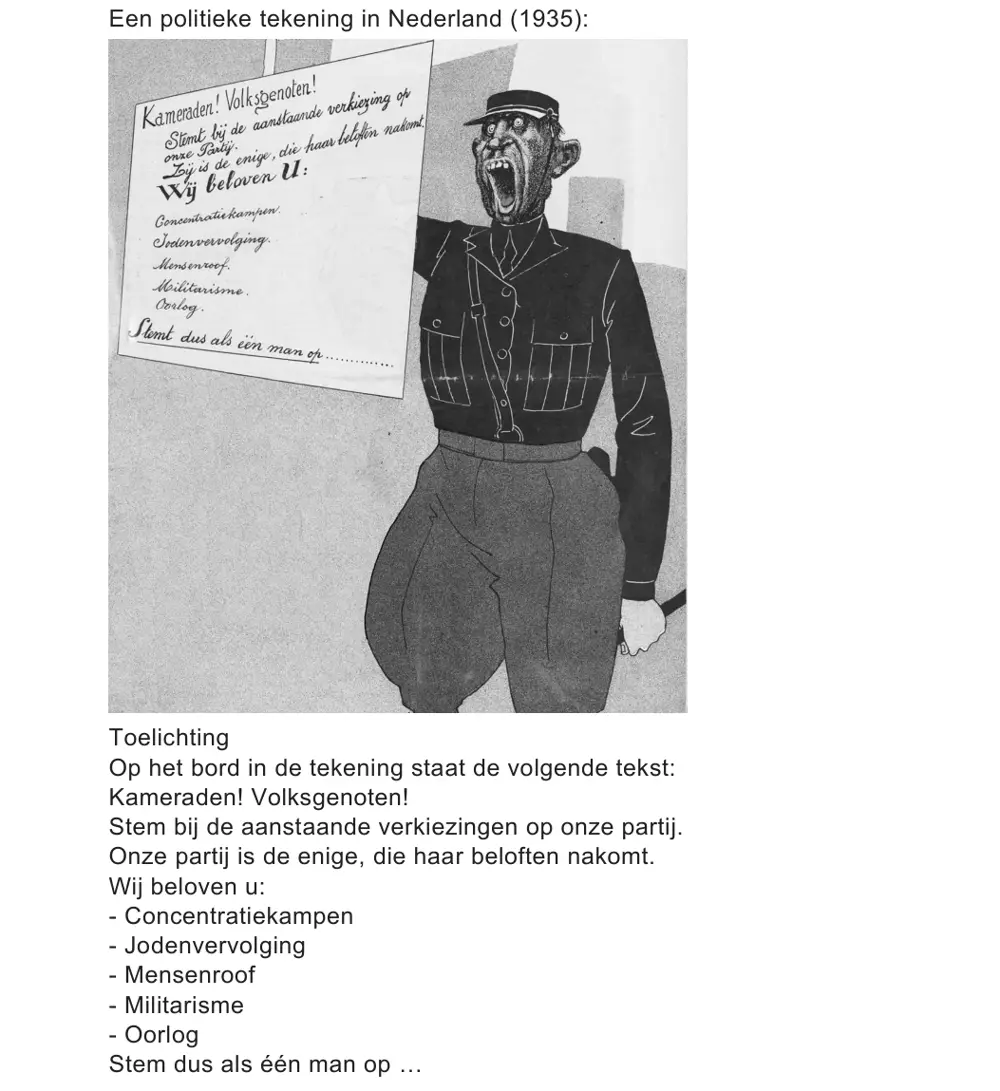 Een politieke tekening in Nederland (1935):
Kameraden! Volksgenoten!
Stemt bij de aanstaande verkiezing op
onze Partij.
Zij is de enige, die haar beloften nakomt.
Wij beloven U:
Concentratiekampen.
Jodenvervolging.
Mensenroof.
Militarisme.
Oorlog.
Stemt dus als één man op..............
Toelichting
Op het bord in de tekening staat de volgende tekst:
Kameraden! Volksgenoten!
Stem bij de aanstaande verkiezingen op onze partij.
Onze partij is de enige, die haar beloften nakomt.
Wij beloven u:
- Concentratiekampen
- Jodenvervolging
- Mensenroof
- Militarisme
- Oorlog
Stem dus als één man op …